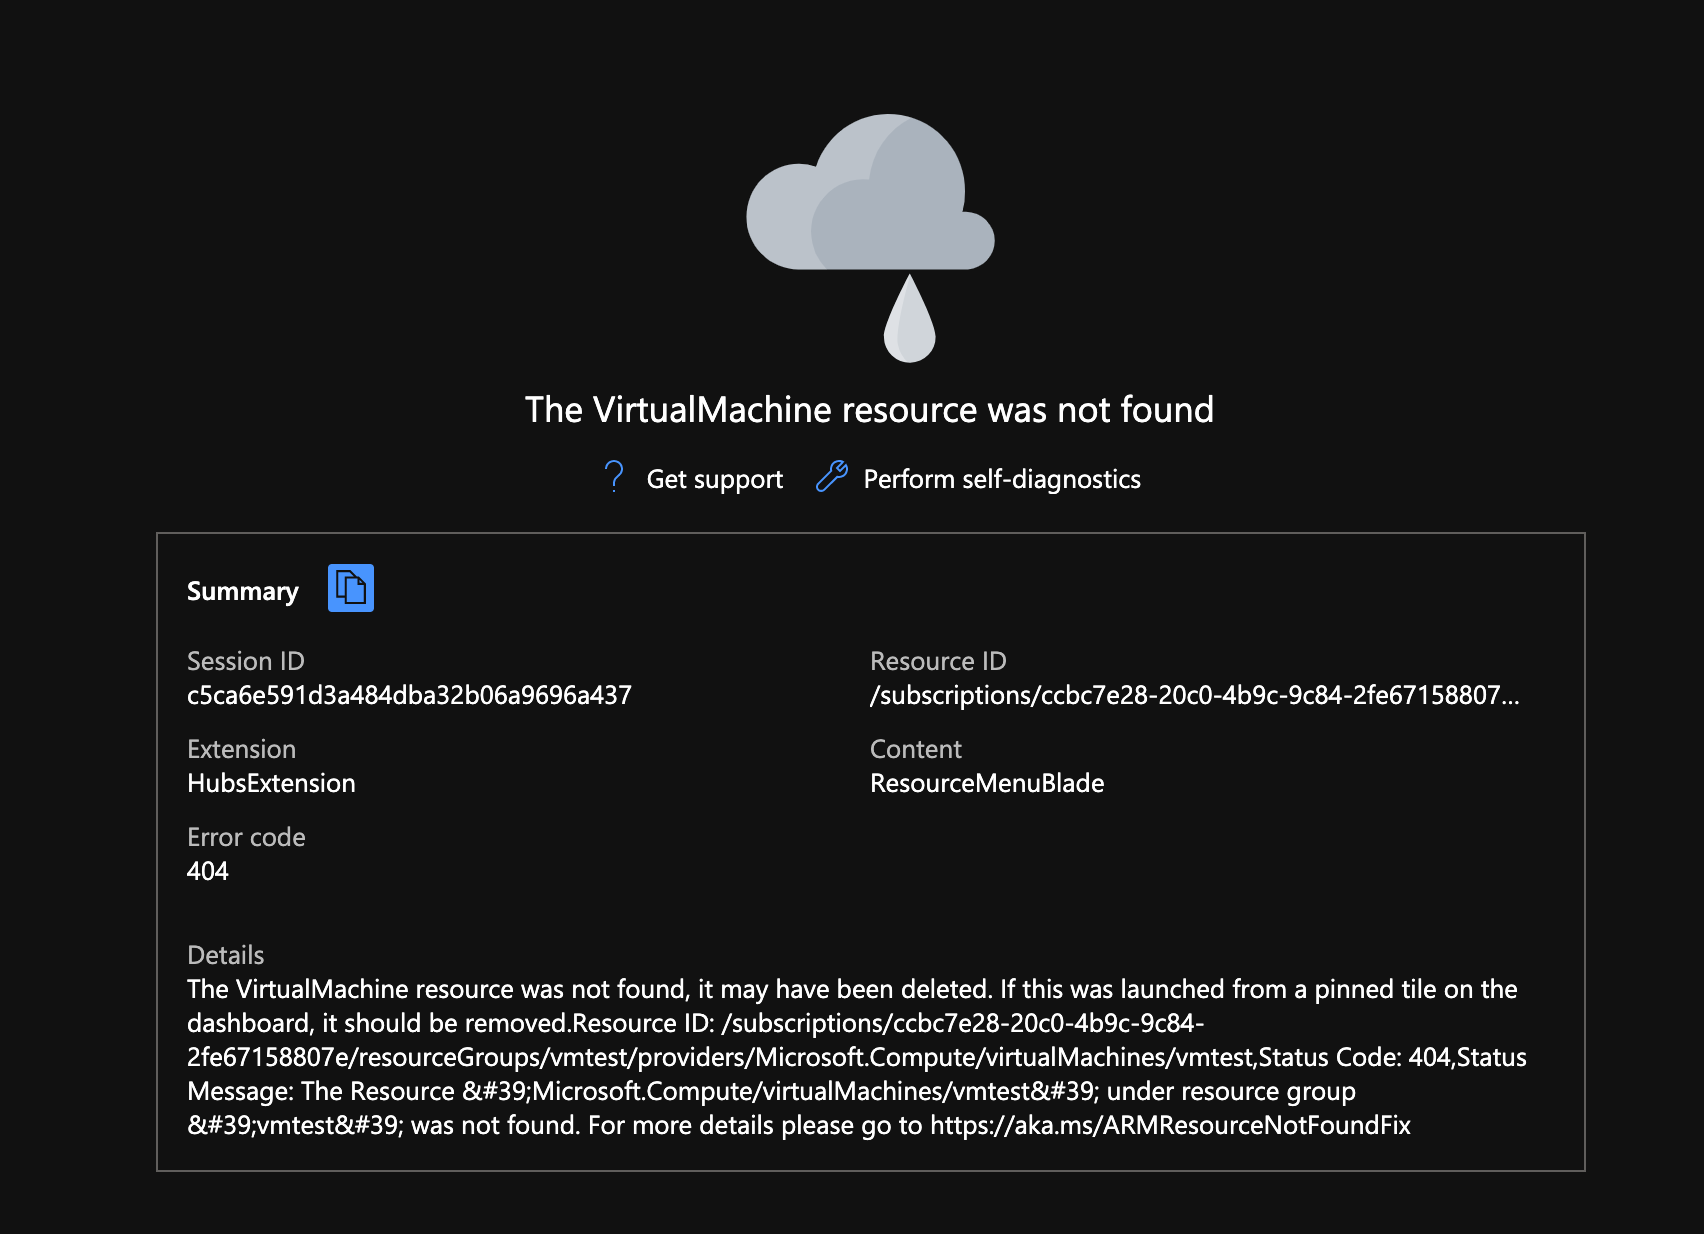 The VirtualMachine resource was not found
Get support
Perform self-diagnostics
Summary
Session ID
c5ca6e591d3a484dba32b06a9696a437
Resource ID
/subscriptions/ccbc7e28-20c0-4b9c-9c84-2fe67158807...
Extension
HubsExtension
Content
ResourceMenuBlade
Error code
404
Details
The VirtualMachine resource was not found, it may have been deleted. If this was launched from a pinned tile on the
dashboard, it should be removed.Resource ID: /subscriptions/ccbc7e28-20c0-4b9c-9c84-
2fe67158807e/resourceGroups/vmtest/providers/Microsoft.Compute/virtualMachines/vmtest,Status Code: 404,Status
Message: The Resource &#39;Microsoft.Compute/virtualMachines/vmtest&#39; under resource group
&#39;vmtest&#39; was not found. For more details please go to https://aka.ms/ARMResourceNotFoundFix